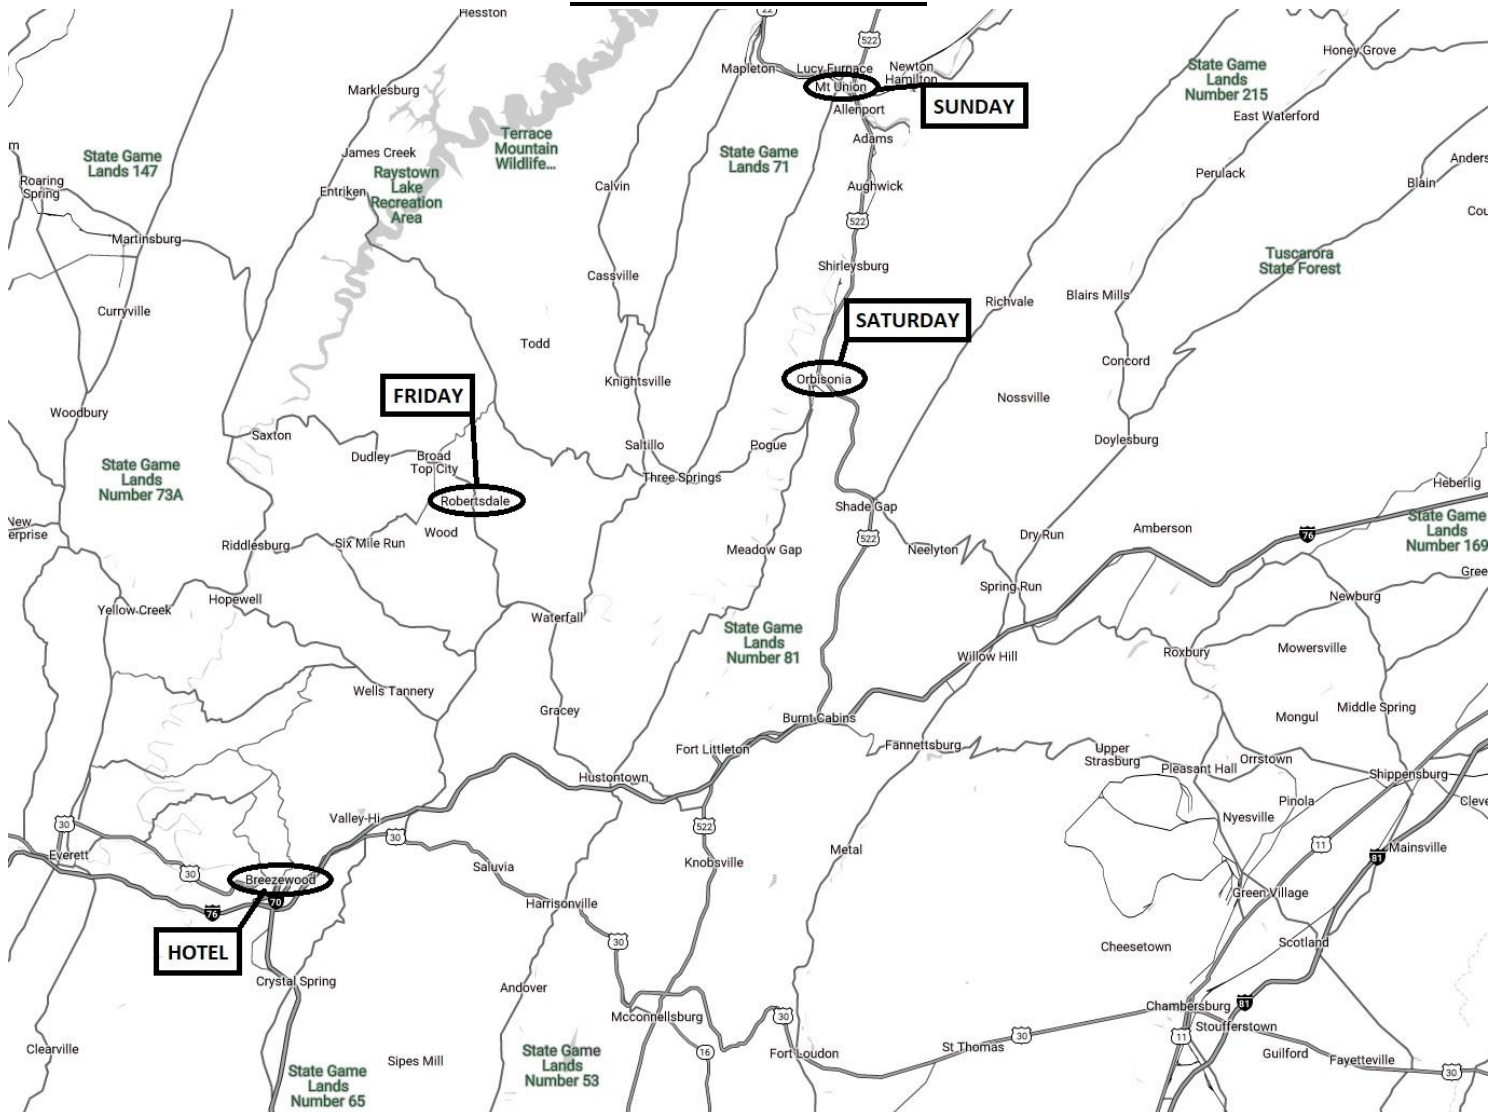 Hesston
22
522
Honey Grove
Mapleton
Lucy Furnace
Newton
Hamilton
State Game
Lands
Number 215
Marklesburg
Mt Union
SUNDAY
Allenport
East Waterford
Terrace
Mountain
Wildlife...
Adams
m
State Game
Lands 147
James Creek
State Game
Lands 71
Anders
Roaring
Spring
Raystown
Lake
Recreation
Area
Entriken
Calvin
Aughwick
Perulack
Blain
522
Cou
Martinsburg
Tuscarora
State Forest
Cassville
Shirleysburg
Richvale
Blairs Mills
Curryville
SATURDAY
Todd
Concord
Knightsville
Orbisonia
FRIDAY
Nossville
Woodbury
Saxton
Dudley
Broad
Top City
Saltillo
Pogue
Doylesburg
State Game
Lands
Number 73A
Three Springs
Heberlig
Robertsdale
Shade Gap
New
erprise
Wood
522
Dry Run
Amberson
76
State Game
Lands
Number 169
Riddlesburg
Six Mile Run
Meadow Gap
Neelyton
Gree
Spring Run
Yellow Creek
Hopewell
Waterfall
Newburg
State Game
Lands
Number 81
Willow Hill
Roxbury
Mowersville
Wells Tannery
Gracey
Burnt Cabins
Mongul
Middle Spring
Fort Littleton
Fannettsburg
Upper
Strasburg
Pleasant Hall
Orrstown
Hustontown
Shippensburg
Pinola
Cleve
Valley-Hi
30
30
522
Nyesville
Everett
30
Saluvia
Knobsville
Metal
11
81
Mainsville
Breezewood
70
76
Harrisonville
Green Village
HOTEL
30
Cheesetown
Scotland
Crystal Spring
Andover
Mcconnellsburg
30
Chambersburg
81
Stoufferstown
Clearville
Sipes Mill
State Game
Lands
Number 53
16
Fort Loudon
St Thomas
30
11
Guilford
Fayetteville
30
State Game
Lands
Number 65